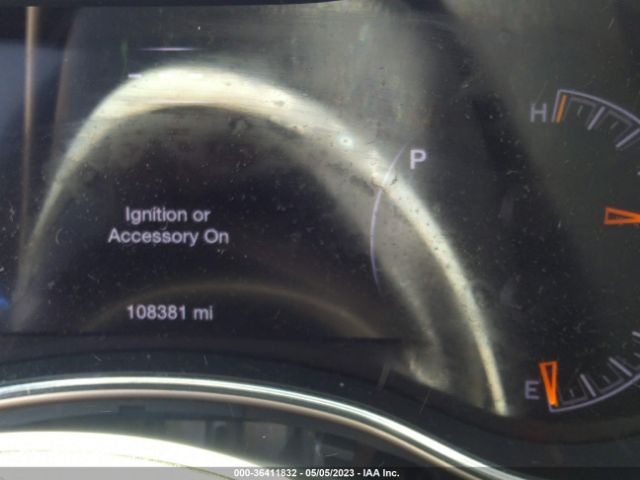 H
P
Ignition or
Accessory On
108381 mi
E
000-36411832 - 05/05/2023 - IAA Inc.